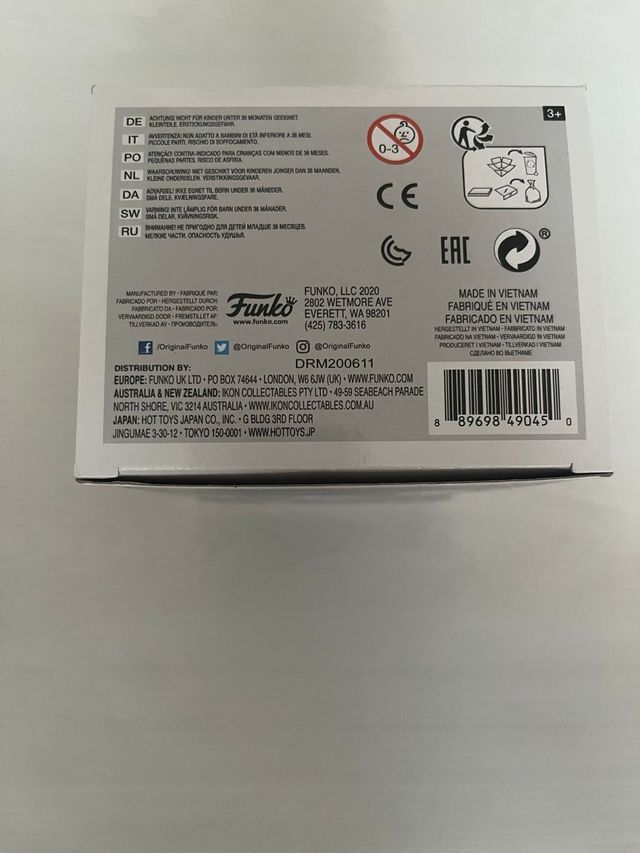 3+
DE ACHTUNG! NICHT FÜR KINDER UNTER 36 MONATEN GEEIGNET.
KLEINTEILE. ERSTICKUNGSGEFAHR.
IT AVVERTENZA: NON ADATTO A BAMBINI DI ETÀ INFERIORE A 36 MESI.
PICCOLE PARTI. RISCHIO DI SOFFOCAMENTO.
PO ATENÇÃO! CONTRA-INDICADO PARA CRIANÇAS COM MENOS DE 36 MESES.
PEQUENAS PARTES. RISCO DE ASFIXIA.
NL WAARSCHUWING! NIET GESCHIKT VOOR KINDEREN JONGER DAN 36 MAANDEN.
KLEINE ONDERDELEN. VERSTIKKINGSGEVAAR.
DA ADVARSEL! IKKE EGNET TIL BØRN UNDER 36 MÅNEDER.
SMÅ DELE. KVÆLNINGSFARE.
SW VARNING! INTE LÄMPLIG FÖR BARN UNDER 36 MÅNADER.
SMÅ DELAR. KVÄVNINGSRISK.
RU ВНИМАНИЕ! НЕ ПРИГОДНО ДЛЯ ДЕТЕЙ МЛАДШЕ 36 МЕСЯЦЕВ.
МЕЛКИЕ ЧАСТИ. ОПАСНОСТЬ УДУШЬЯ.
0-3
CE
EAC
®
MANUFACTURED BY • FABRIQUÉ PAR:
FABRICADO POR • HERGESTELLT DURCH:
FABBRICATO DA • FABRICADO POR:
VERVAARDIGD DOOR • FREMSTILLET AF:
TILLVERKAD AV • ПРОИЗВОДИТЕЛЬ:
Funko
www.funko.com
FUNKO, LLC 2020
2802 WETMORE AVE
EVERETT, WA 98201
(425) 783-3616
MADE IN VIETNAM
FABRIQUÉ EN VIETNAM
FABRICADO EN VIETNAM
HERGESTELLT IN VIETNAM • FABBRICATO IN VIETNAM
FABRICADO NA VIETNAM • VERVAARDIGD IN VIETNAM
PRODUCERET I VIETNAM • TILLVERKAD I VIETNAM
СДЕЛАНО ВО ВЬЕТНАМЕ
/OriginalFunko @OriginalFunko @OriginalFunko
DRM200611
DISTRIBUTION BY:
EUROPE: FUNKO UK LTD • PO BOX 74644 • LONDON, W6 6JW (UK) • WWW.FUNKO.COM
AUSTRALIA & NEW ZEALAND: IKON COLLECTABLES PTY LTD • 49-59 SEABEACH PARADE
NORTH SHORE, VIC 3214 AUSTRALIA • WWW.IKONCOLLECTABLES.COM.AU
JAPAN: HOT TOYS JAPAN CO., INC. • G BLDG 3RD FLOOR
JINGUMAE 3-30-12 • TOKYO 150-0001 • WWW.HOTTOYS.JP
8 89698 49045 0